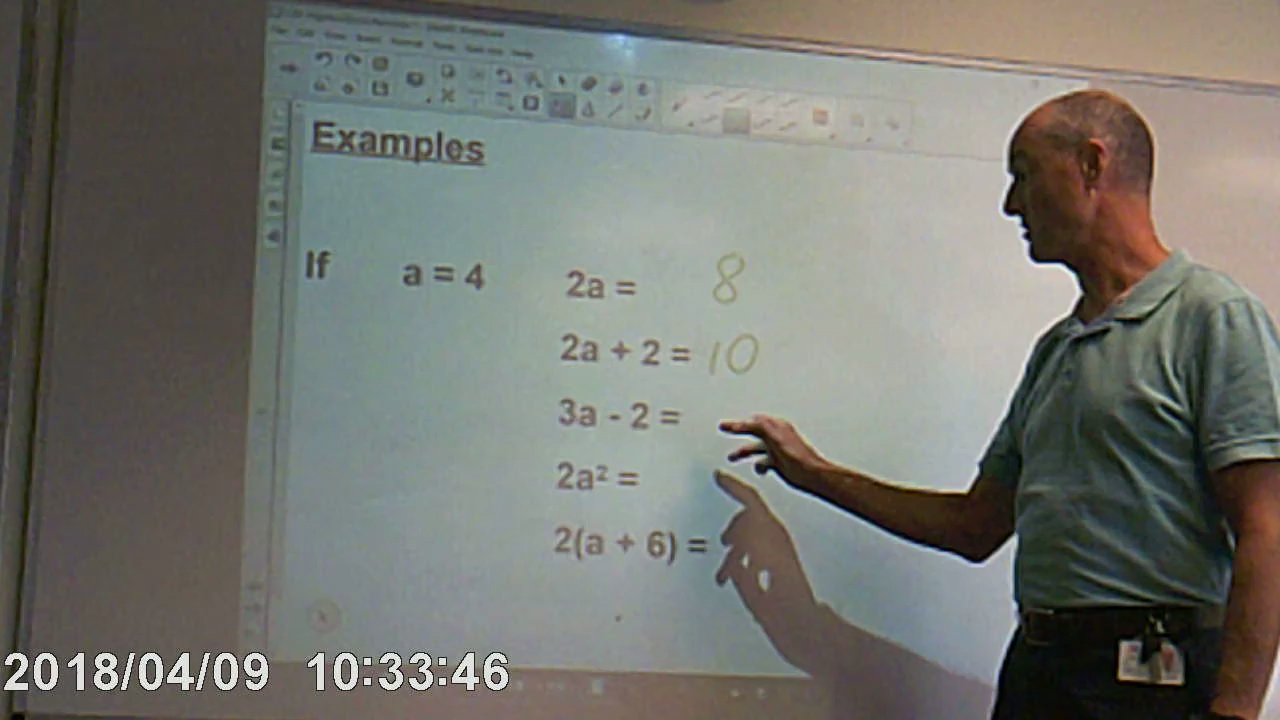 Examples
If a = 4 2a = 8
2a + 2 = 10
3a - 2 =
2a² =
2(a + 6) =
2018/04/09 10:33:46